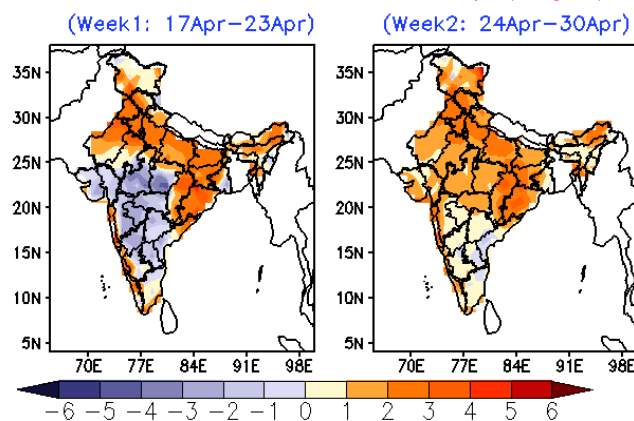 (Week1: 17Apr-23Apr) (Week2: 24Apr-30Apr)
35N 35N
30N 30N
25N 25N
20N 20N
15N 15N
10N 10N
5N 5N
70E 77E 84E 91E 98E 70E 77E 84E 91E 98E
-6 -5 -4 -3 -2 -1 0 1 2 3 4 5 6